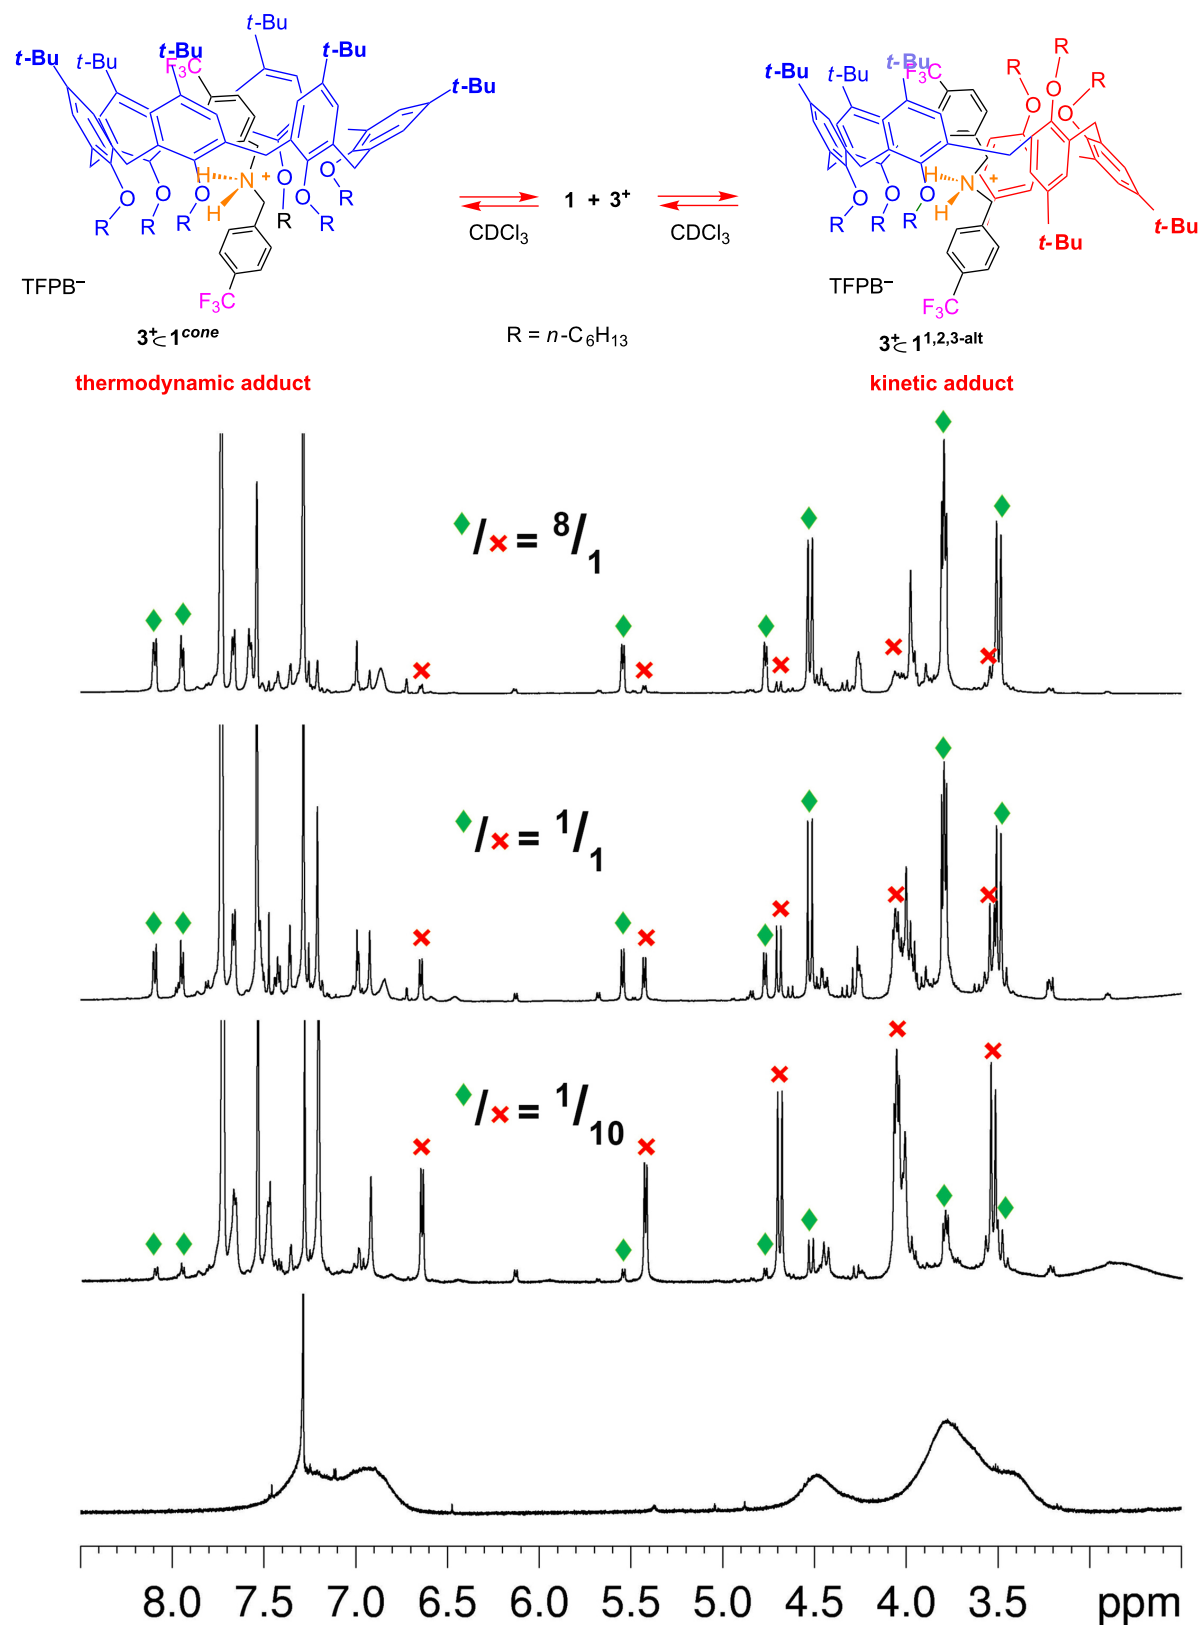 t-Bu
t-Bu t-Bu t-Bu t-Bu t-Bu
F₃C
H N +
H
O O O O O O
R R R R R R
F₃C
TFPB⁻
3⁺⊂1ᶜᵒⁿᵉ
thermodynamic adduct
CDCl₃
1 + 3⁺
CDCl₃
R = n-C₆H₁₃
t-Bu t-Bu t-Bu
F₃C
R R R
O O O
H N +
H
O O O
R R R
t-Bu t-Bu
F₃C
TFPB⁻
3⁺⊂1¹,²,³⁻ᵃˡᵗ
kinetic adduct
♦/× = 8/1
♦/× = 1/1
♦/× = 1/10
8.0 7.5 7.0 6.5 6.0 5.5 5.0 4.5 4.0 3.5 ppm